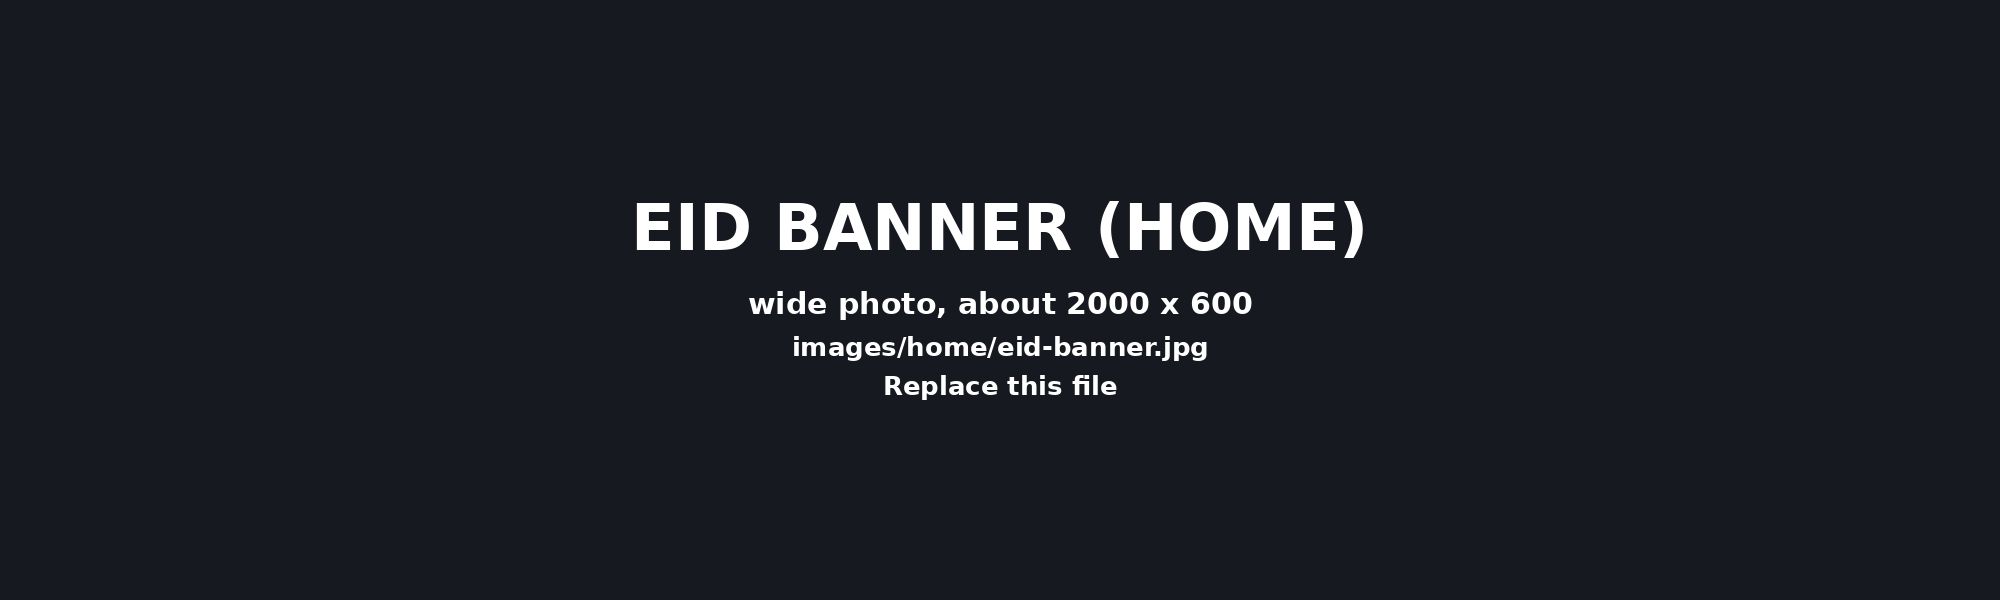 EID BANNER (HOME)
wide photo, about 2000 x 600
images/home/eid-banner.jpg
Replace this file